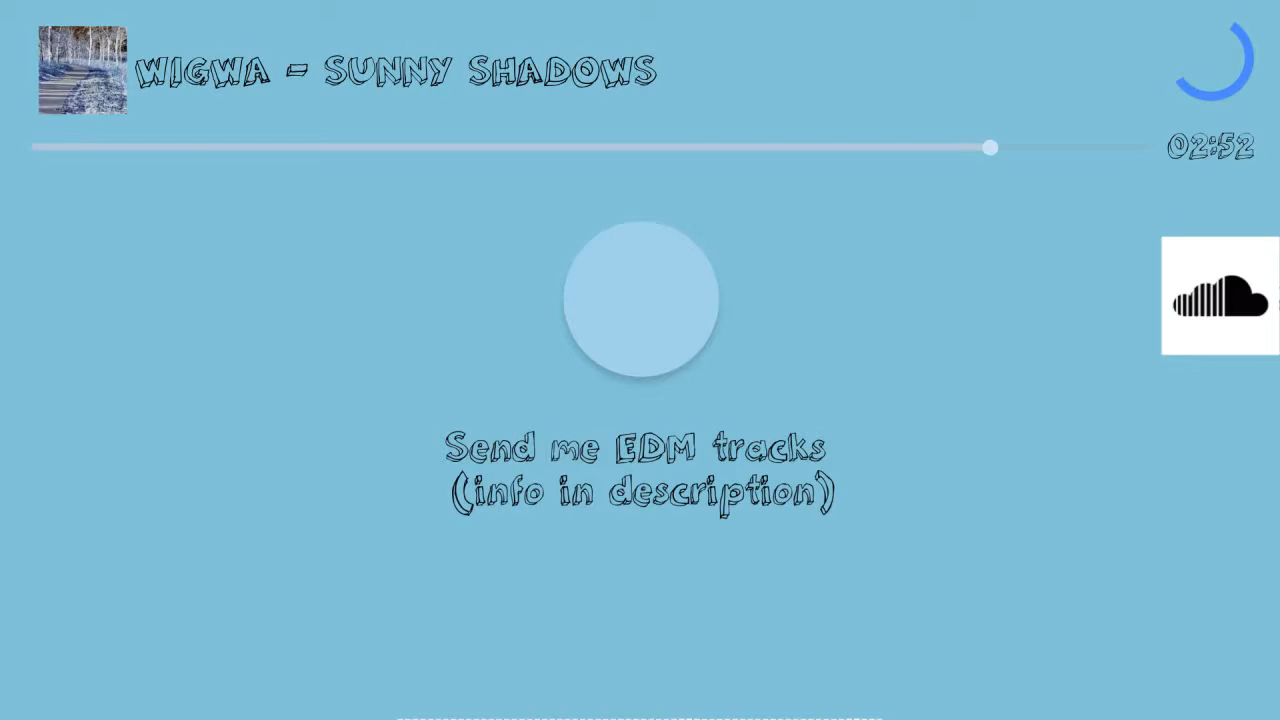 WIGWA - SUNNY SHADOWS
02:52
Send me EDM tracks
(info in description)